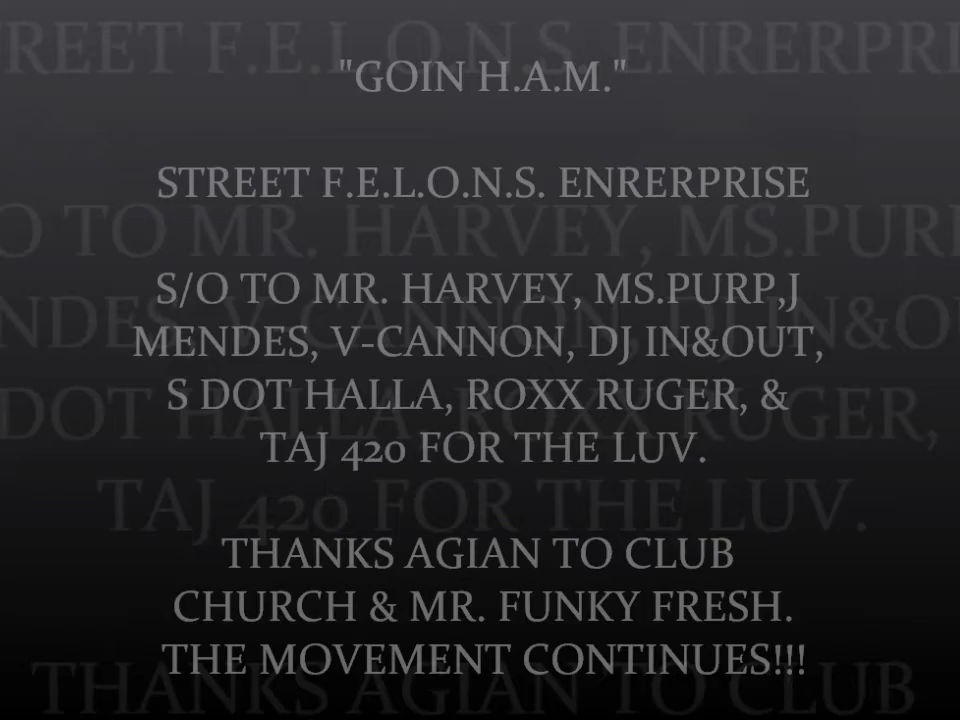 "GOIN H.A.M."
STREET F.E.L.O.N.S. ENRERPRISE
S/O TO MR. HARVEY, MS.PURP,J
MENDES, V-CANNON, DJ IN&OUT,
S DOT HALLA, ROXX RUGER, &
TAJ 420 FOR THE LUV.
THANKS AGIAN TO CLUB
CHURCH & MR. FUNKY FRESH.
THE MOVEMENT CONTINUES!!!